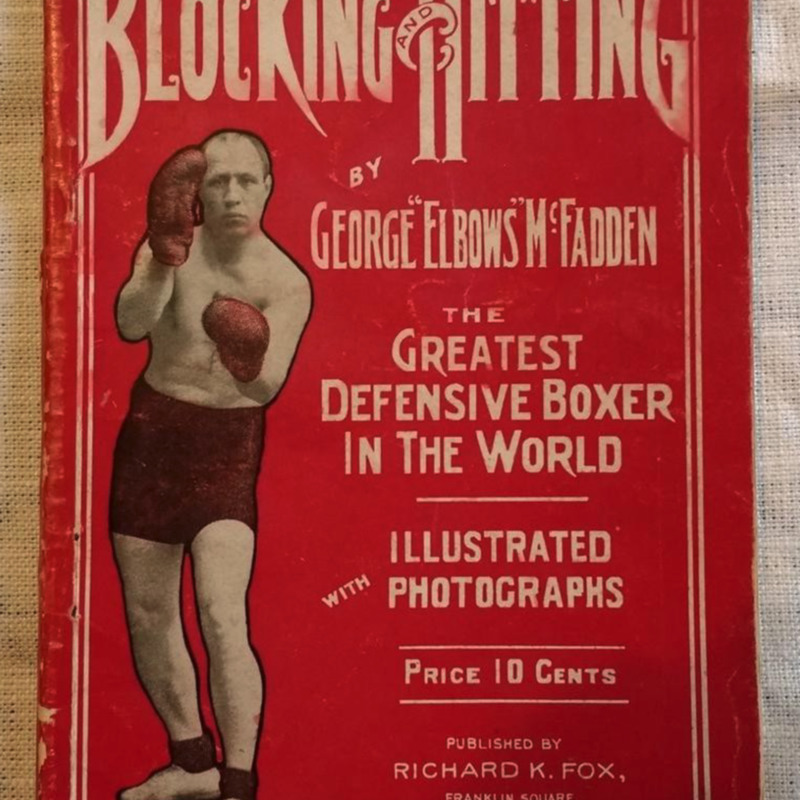 BLOCKING AND HITTING
BY
GEORGE "ELBOWS" McFADDEN
THE
GREATEST
DEFENSIVE BOXER
IN THE WORLD
ILLUSTRATED
WITH PHOTOGRAPHS
PRICE 10 CENTS
PUBLISHED BY
RICHARD K. FOX,
FRANKLIN SQUARE